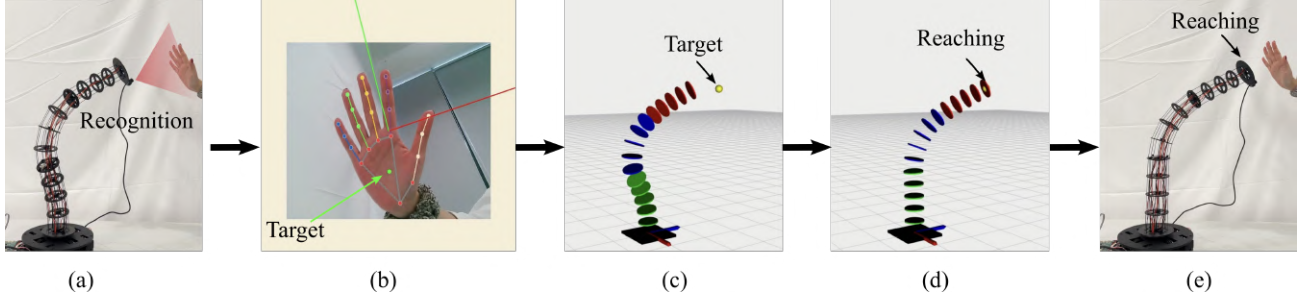 Recognition
Target
Target
Reaching
Reaching
(a)
(b)
(c)
(d)
(e)